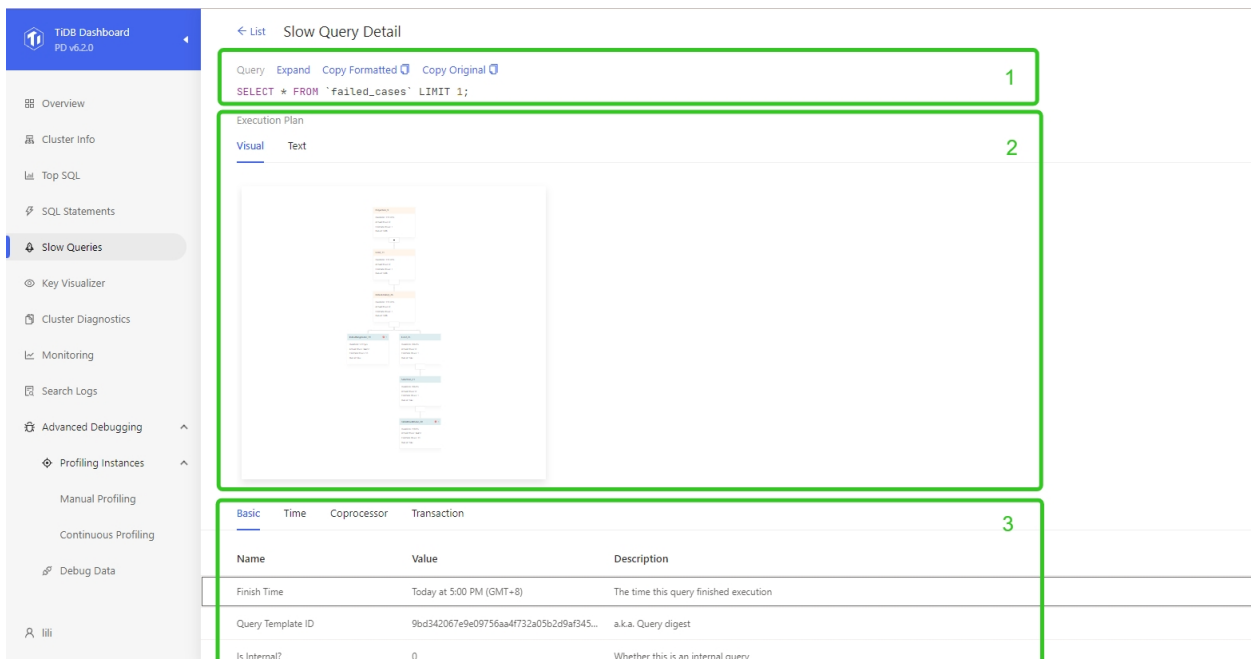 TiDB Dashboard
PD v6.2.0
Overview
Cluster Info
Top SQL
SQL Statements
Slow Queries
Key Visualizer
Cluster Diagnostics
Monitoring
Search Logs
Advanced Debugging
Profiling Instances
Manual Profiling
Continuous Profiling
Debug Data
lili
List Slow Query Detail
Query Expand Copy Formatted Copy Original
SELECT * FROM `failed_cases` LIMIT 1;
1
Execution Plan
Visual Text
2
Basic Time Coprocessor Transaction
3
Name Value Description
Finish Time Today at 5:00 PM (GMT+8) The time this query finished execution
Query Template ID 9bd342067e9e09756aa4f732a05b2d9af345... a.k.a. Query digest
Is Internal? 0 Whether this is an internal query